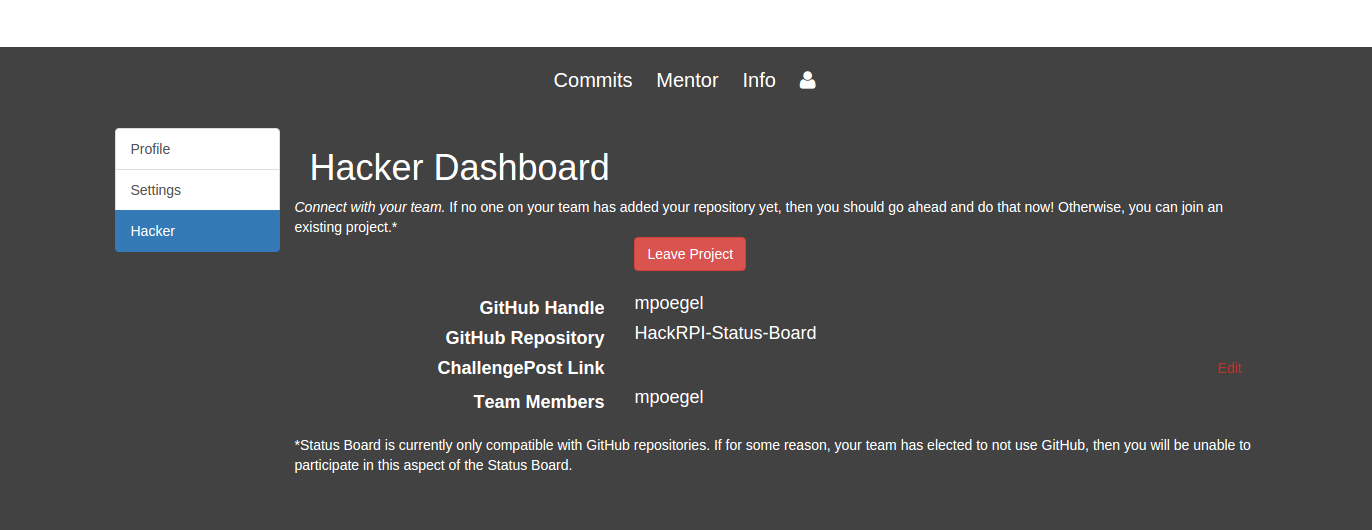 Commits Mentor Info
Profile
Settings
Hacker
Hacker Dashboard
Connect with your team. If no one on your team has added your repository yet, then you should go ahead and do that now! Otherwise, you can join an
existing project.*
Leave Project
GitHub Handle mpoegel
GitHub Repository HackRPI-Status-Board
ChallengePost Link Edit
Team Members mpoegel
*Status Board is currently only compatible with GitHub repositories. If for some reason, your team has elected to not use GitHub, then you will be unable to
participate in this aspect of the Status Board.